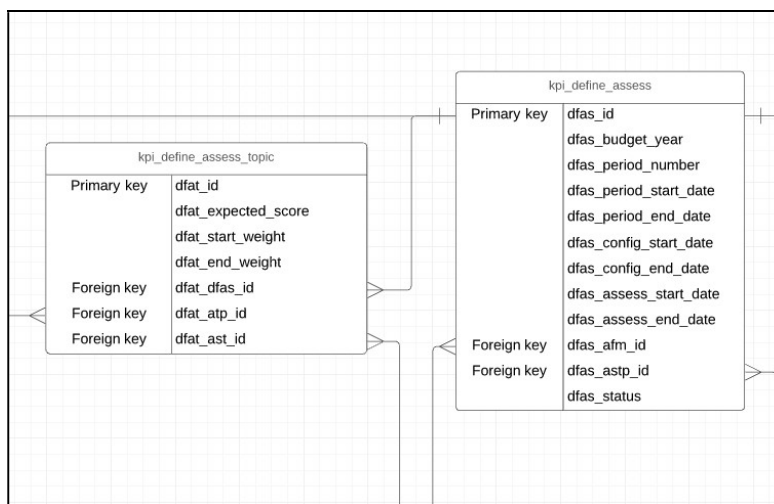 kpi_define_assess_topic
Primary key dfat_id
dfat_expected_score
dfat_start_weight
dfat_end_weight
Foreign key dfat_dfas_id
Foreign key dfat_atp_id
Foreign key dfat_ast_id
kpi_define_assess
Primary key dfas_id
dfas_budget_year
dfas_period_number
dfas_period_start_date
dfas_period_end_date
dfas_config_start_date
dfas_config_end_date
dfas_assess_start_date
dfas_assess_end_date
Foreign key dfas_afm_id
Foreign key dfas_astp_id
dfas_status